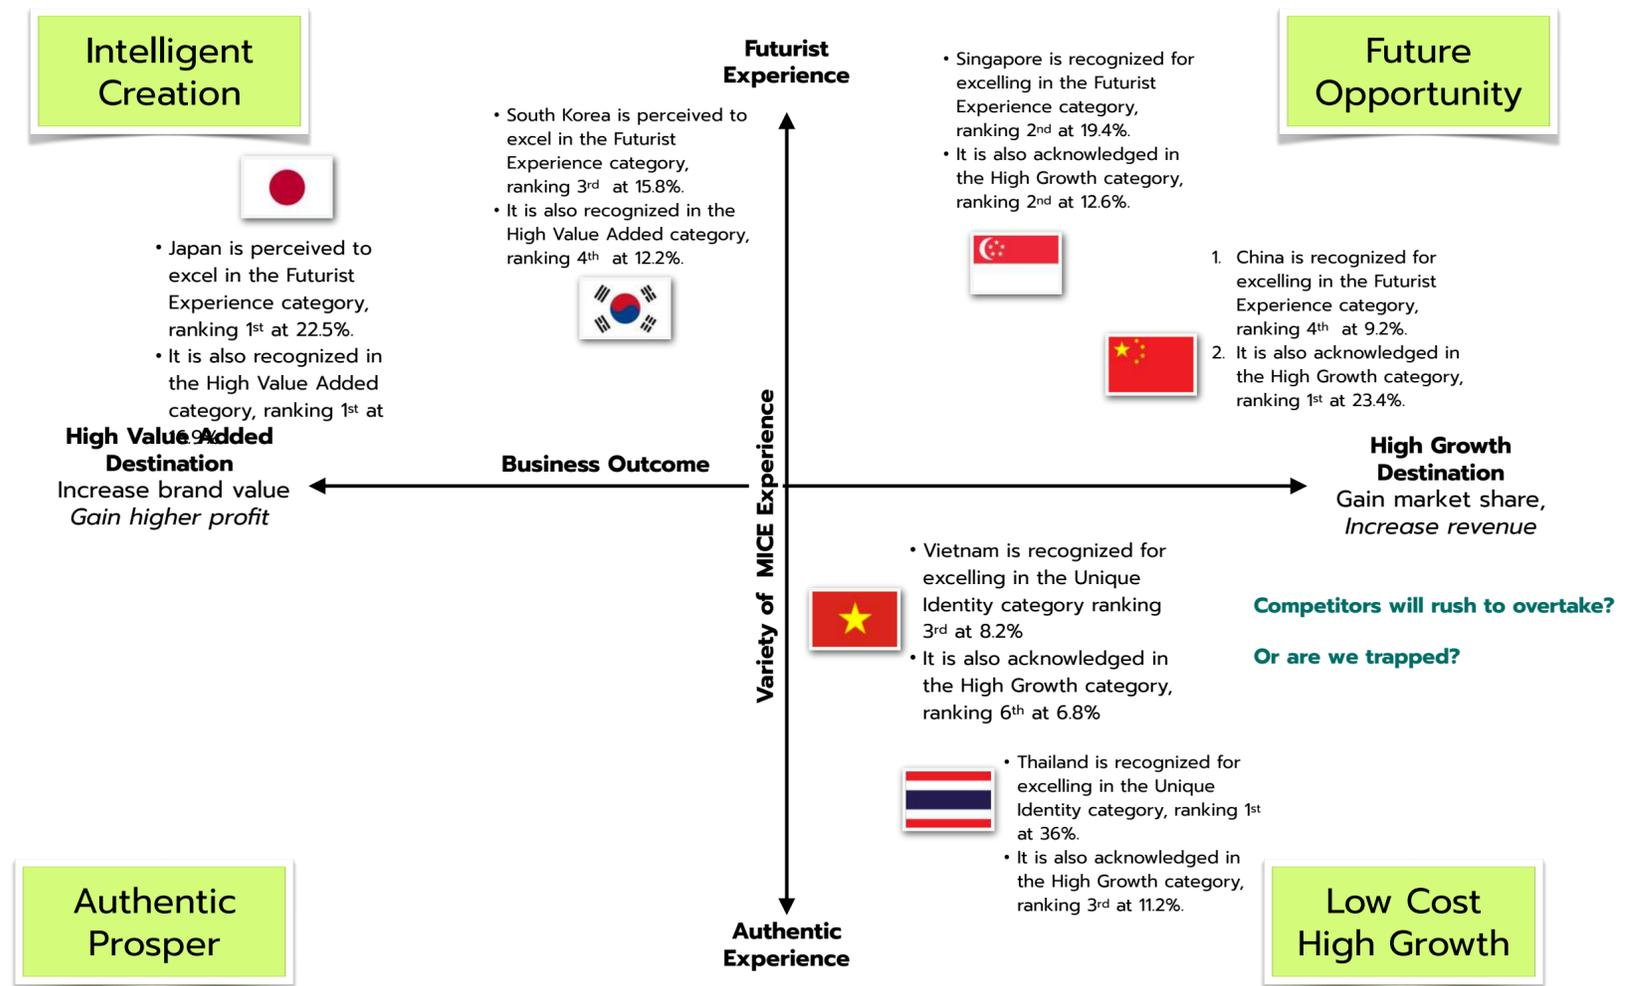 Intelligent
Creation
Futurist
Experience
Future
Opportunity
• Singapore is recognized for
excelling in the Futurist
Experience category,
ranking 2nd at 19.4%.
• It is also acknowledged in
the High Growth category,
ranking 2nd at 12.6%.
• South Korea is perceived to
excel in the Futurist
Experience category,
ranking 3rd at 15.8%.
• It is also recognized in the
High Value Added category,
ranking 4th at 12.2%.
• Japan is perceived to
excel in the Futurist
Experience category,
ranking 1st at 22.5%.
• It is also recognized in
the High Value Added
category, ranking 1st at
1. China is recognized for
excelling in the Futurist
Experience category,
ranking 4th at 9.2%.
2. It is also acknowledged in
the High Growth category,
ranking 1st at 23.4%.
High Value Added
Destination
Increase brand value
Gain higher profit
Business Outcome
Variety of MICE Experience
High Growth
Destination
Gain market share,
Increase revenue
• Vietnam is recognized for
excelling in the Unique
Identity category ranking
3rd at 8.2%
• It is also acknowledged in
the High Growth category,
ranking 6th at 6.8%
Competitors will rush to overtake?
Or are we trapped?
• Thailand is recognized for
excelling in the Unique
Identity category, ranking 1st
at 36%.
• It is also acknowledged in
the High Growth category,
ranking 3rd at 11.2%.
Authentic
Prosper
Authentic
Experience
Low Cost
High Growth